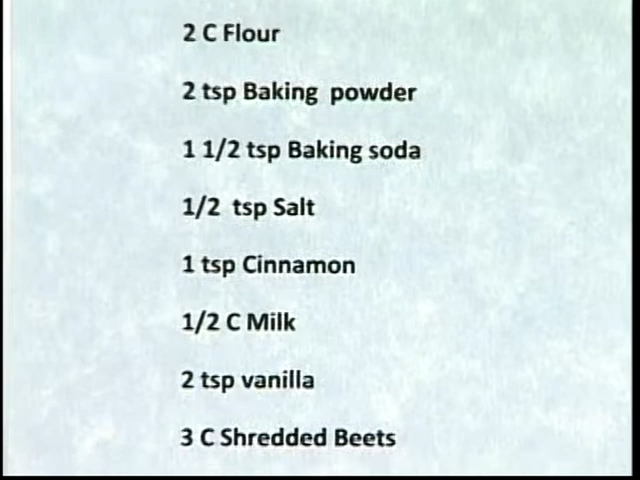 2 C Flour
2 tsp Baking  powder
1 1/2 tsp Baking soda
1/2  tsp Salt
1 tsp Cinnamon
1/2 C Milk
2 tsp vanilla
3 C Shredded Beets